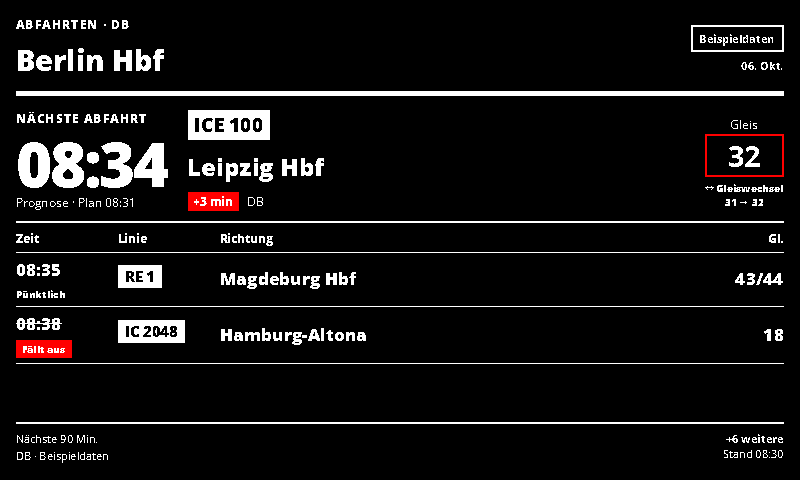 ABFAHRTEN · DB
Berlin Hbf
Beispieldaten
06. Okt.
NÄCHSTE ABFAHRT
08:34
Prognose · Plan 08:31
ICE 100
Leipzig Hbf
+3 min DB
Gleis
32
↔ Gleiswechsel
31 → 32
Zeit Linie Richtung Gl.
08:35 RE 1 Magdeburg Hbf 43/44
Pünktlich
08:38 IC 2048 Hamburg-Altona 18
Fällt aus
Nächste 90 Min. +6 weitere
DB · Beispieldaten Stand 08:30